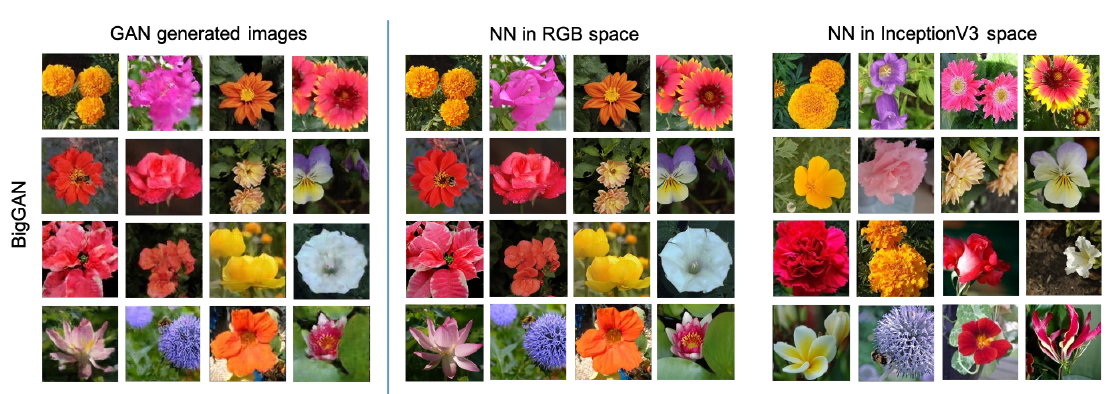 GAN generated images
NN in RGB space
NN in InceptionV3 space
BigGAN